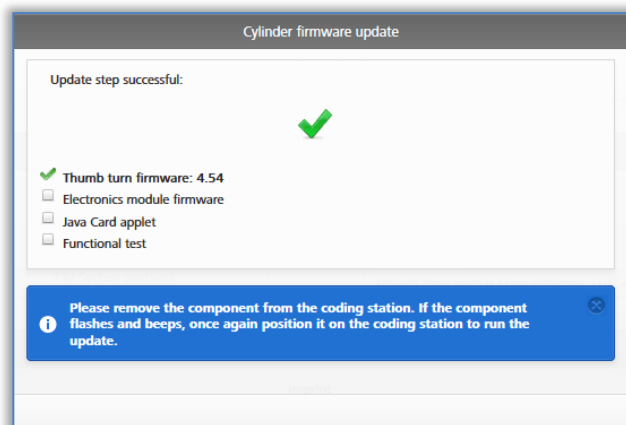 Cylinder firmware update
Update step successful:
Thumb turn firmware: 4.54
Electronics module firmware
Java Card applet
Functional test
Please remove the component from the coding station. If the component
flashes and beeps, once again position it on the coding station to run the
update.